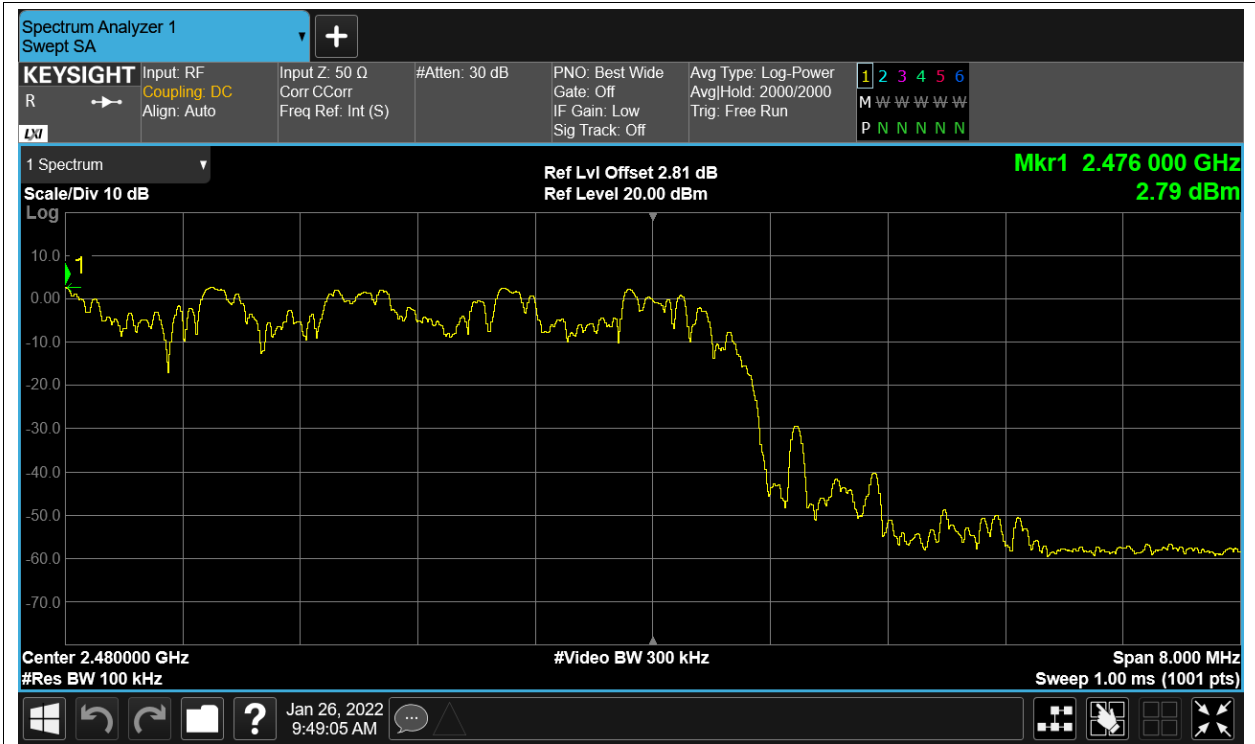 Spectrum Analyzer 1
Swept SA
KEYSIGHT
R
LXI
Input: RF
Coupling: DC
Align: Auto
Input Z: 50 Ω
Corr CCorr
Freq Ref: Int (S)
#Atten: 30 dB
PNO: Best Wide
Gate: Off
IF Gain: Low
Sig Track: Off
Avg Type: Log-Power
Avg|Hold: 2000/2000
Trig: Free Run
1 2 3 4 5 6
M W W W W W W
P N N N N N
1 Spectrum
Scale/Div 10 dB
Ref Lvl Offset 2.81 dB
Ref Level 20.00 dBm
Mkr1 2.476 000 GHz
2.79 dBm
Log
10.0
1
0.00
-10.0
-20.0
-30.0
-40.0
-50.0
-60.0
-70.0
Center 2.480000 GHz
#Video BW 300 kHz
Span 8.000 MHz
#Res BW 100 kHz
Sweep 1.00 ms (1001 pts)
?
Jan 26, 2022
9:49:05 AM